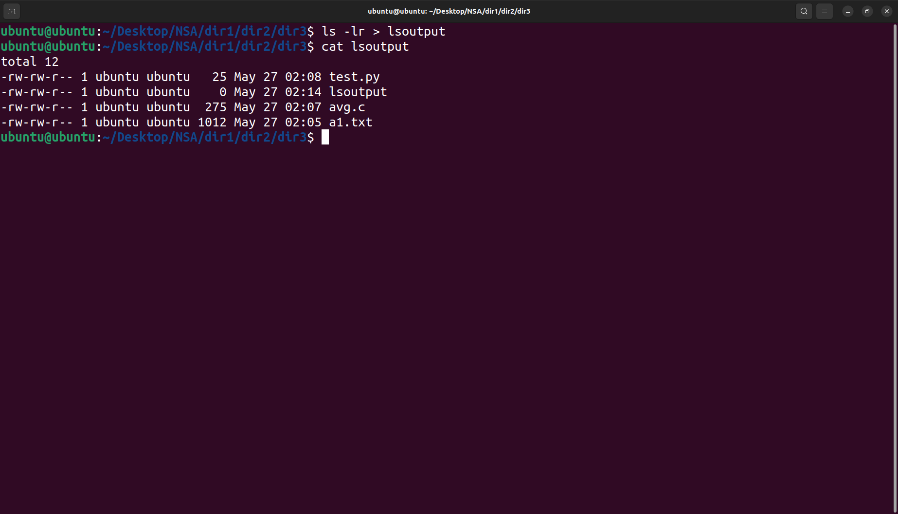 ubuntu@ubuntu: ~/Desktop/NSA/dir1/dir2/dir3
ubuntu@ubuntu:~/Desktop/NSA/dir1/dir2/dir3$ ls -lr > lsoutput
ubuntu@ubuntu:~/Desktop/NSA/dir1/dir2/dir3$ cat lsoutput
total 12
-rw-rw-r-- 1 ubuntu ubuntu   25 May 27 02:08 test.py
-rw-rw-r-- 1 ubuntu ubuntu    0 May 27 02:14 lsoutput
-rw-rw-r-- 1 ubuntu ubuntu  275 May 27 02:07 avg.c
-rw-rw-r-- 1 ubuntu ubuntu 1012 May 27 02:05 a1.txt
ubuntu@ubuntu:~/Desktop/NSA/dir1/dir2/dir3$